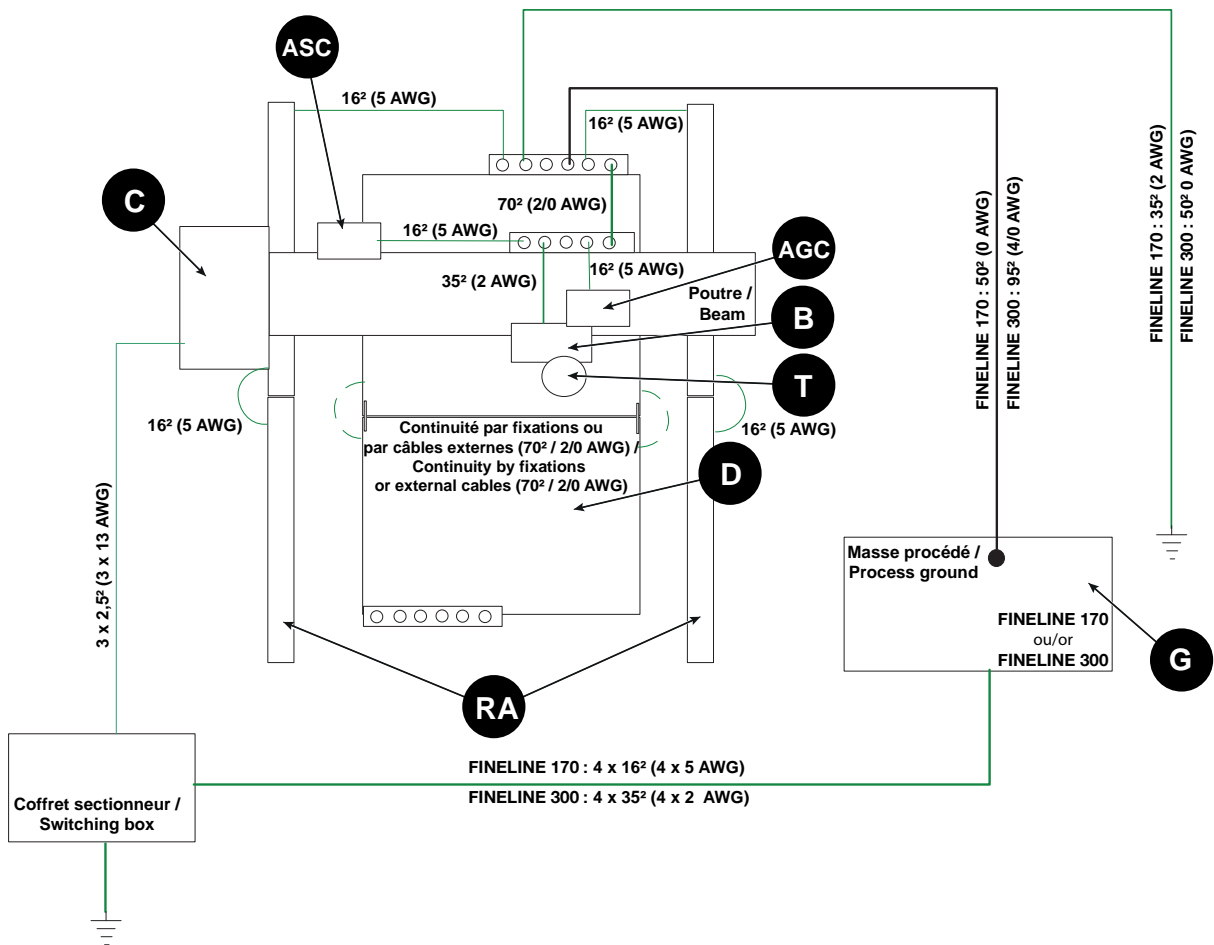 ASC
16² (5 AWG)
16² (5 AWG)
C
70² (2/0 AWG)
16² (5 AWG)
AGC
16² (5 AWG)
35² (2 AWG)
Poutre /
Beam
B
T
FINELINE 170 : 50² (0 AWG)
FINELINE 300 : 95² (4/0 AWG)
FINELINE 170 : 35² (2 AWG)
FINELINE 300 : 50² 0 AWG)
16² (5 AWG)
16² (5 AWG)
Continuité par fixations ou
par câbles externes (70² / 2/0 AWG) /
Continuity by fixations
or external cables (70² / 2/0 AWG)
D
3 x 2,5² (3 x 13 AWG)
Masse procédé /
Process ground
FINELINE 170
ou/or
FINELINE 300
G
RA
FINELINE 170 : 4 x 16² (4 x 5 AWG)
FINELINE 300 : 4 x 35² (4 x 2 AWG)
Coffret sectionneur /
Switching box